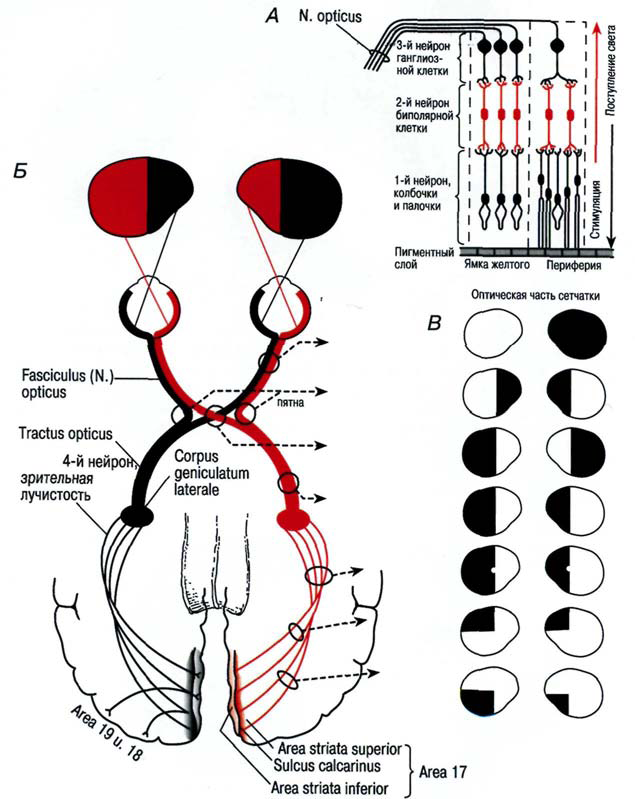 А
N. opticus
3-й нейрон
ганглиоз-
ной клетки
2-й нейрон
биполярной
клетки
1-й нейрон,
колбочки
и палочки
Пигментный
слой
Ямка желтого
Периферия
Стимуляция
Поступление света
Оптическая часть сетчатки
Б
Fasciculus (N.)
opticus
пятна
Tractus opticus
4-й нейрон,
зрительная
лучистость
Corpus
geniculatum
laterale
Area 19 u. 18
Area striata superior
Sulcus calcarinus
Area striata inferior
Area 17
В